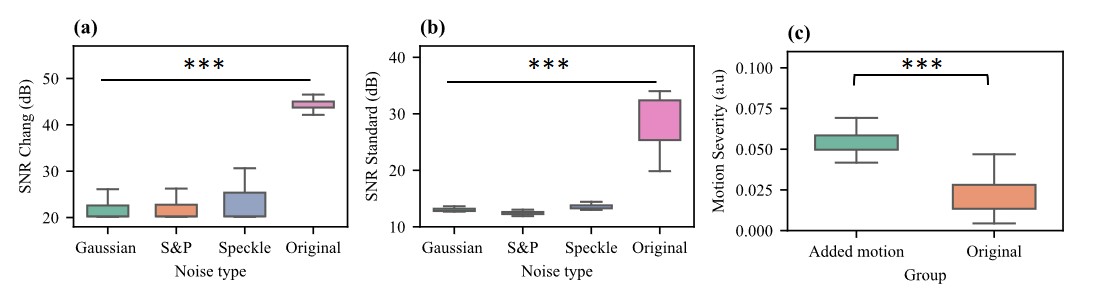 (a)
***
50
40
30
20
SNR Chang (dB)
Gaussian S&P Speckle Original
Noise type
(b)
***
40
30
20
10
SNR Standard (dB)
Gaussian S&P Speckle Original
Noise type
(c)
***
0.100
0.075
0.050
0.025
0.000
Motion Severity (a.u)
Added motion Original
Group